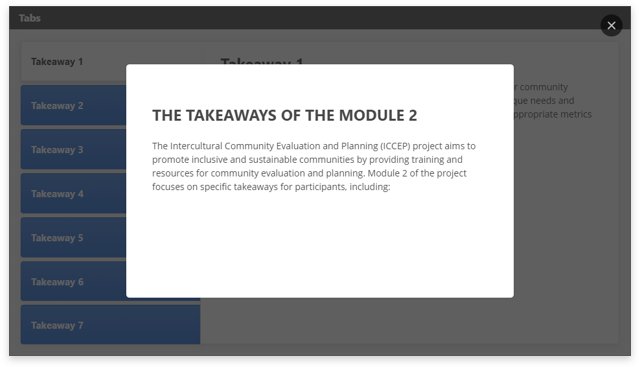 Tabs
Takeaway 1
Takeaway 1
r community
Takeaway 2
que needs and
ppropriate metrics
THE TAKEAWAYS OF THE MODULE 2
Takeaway 3
The Intercultural Community Evaluation and Planning (ICCEP) project aims to
promote inclusive and sustainable communities by providing training and
resources for community evaluation and planning. Module 2 of the project
focuses on specific takeaways for participants, including:
Takeaway 4
Takeaway 5
Takeaway 6
Takeaway 7